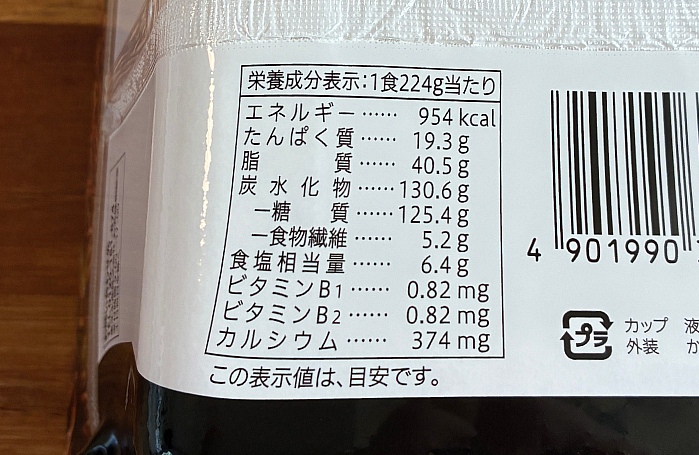 栄養成分表示:1食224g当たり
エネルギー…… 954 kcal
たんぱく質…… 19.3 g
脂質…… 40.5 g
炭水化物……130.6 g
－糖質……125.4 g
－食物繊維…… 5.2 g
食塩相当量…… 6.4 g
ビタミンB1…… 0.82 mg
ビタミンB2…… 0.82 mg
カルシウム…… 374 mg
この表示値は、目安です。
4 901990
プラ
カップ 液
外装 か